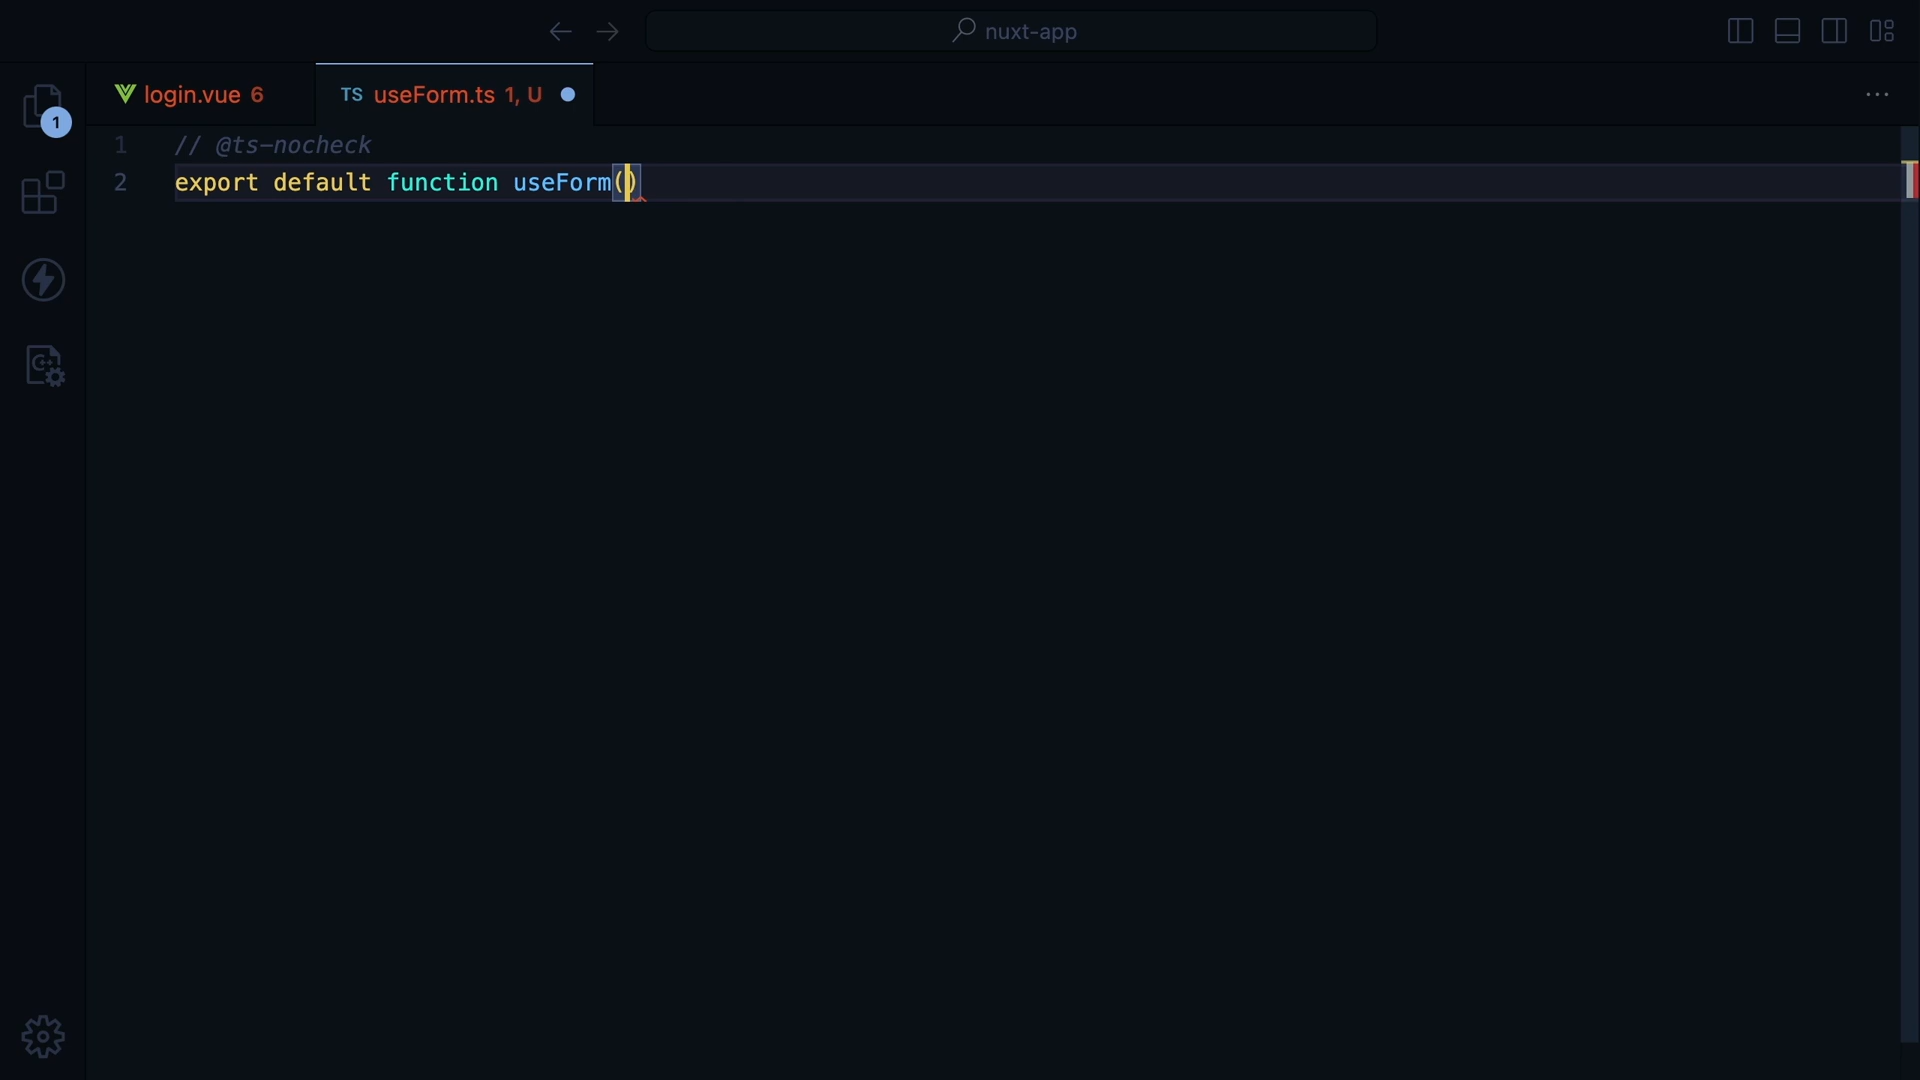 nuxt-app
login.vue 6
TS useForm.ts 1, U
1
1 // @ts-nocheck
2 export default function useForm()
C++